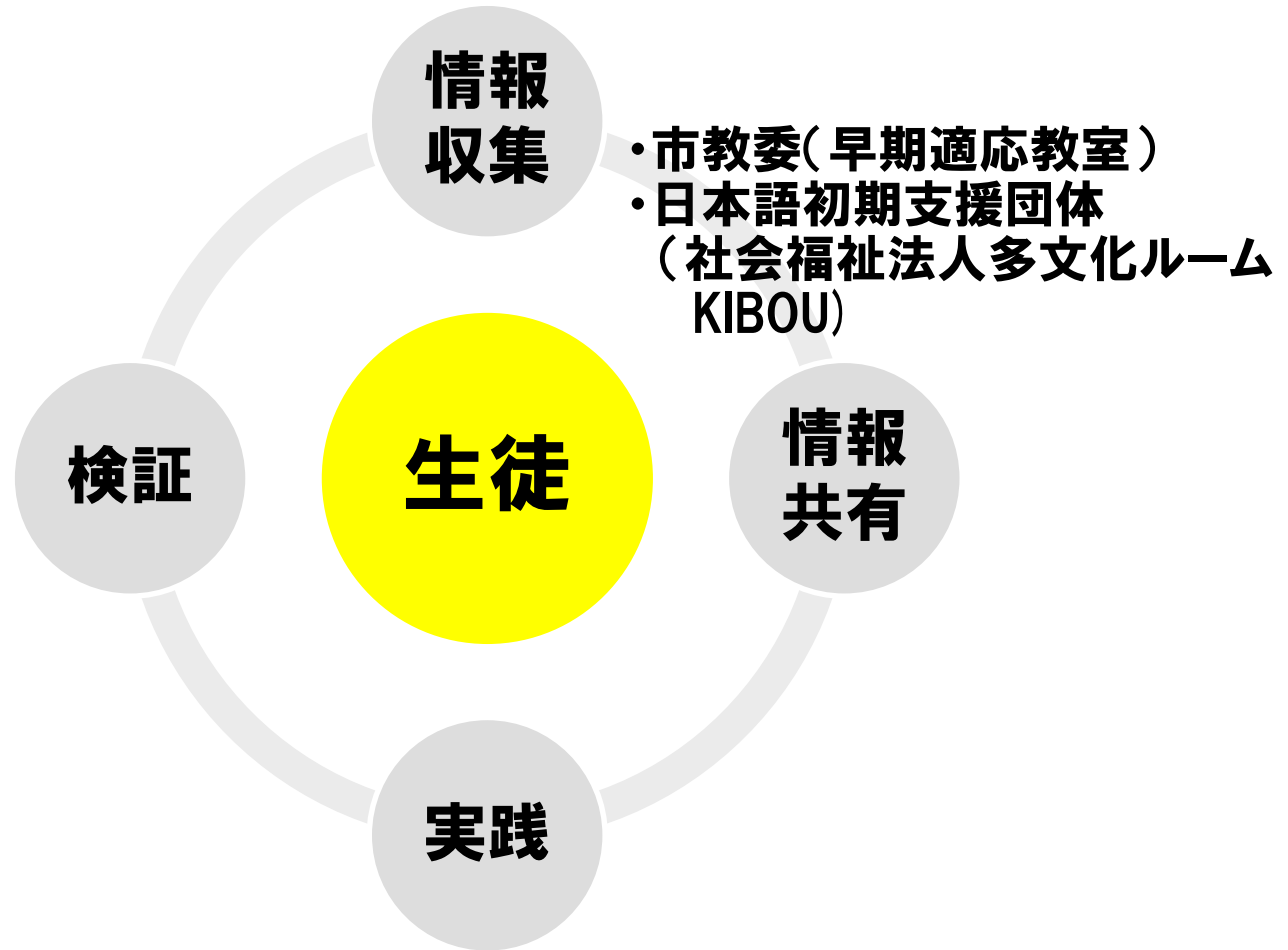 情報
収集
・市教委(早期適応教室)
・日本語初期支援団体
(社会福祉法人多文化ルーム
KIBOU)
情報
共有
検証
生徒
実践